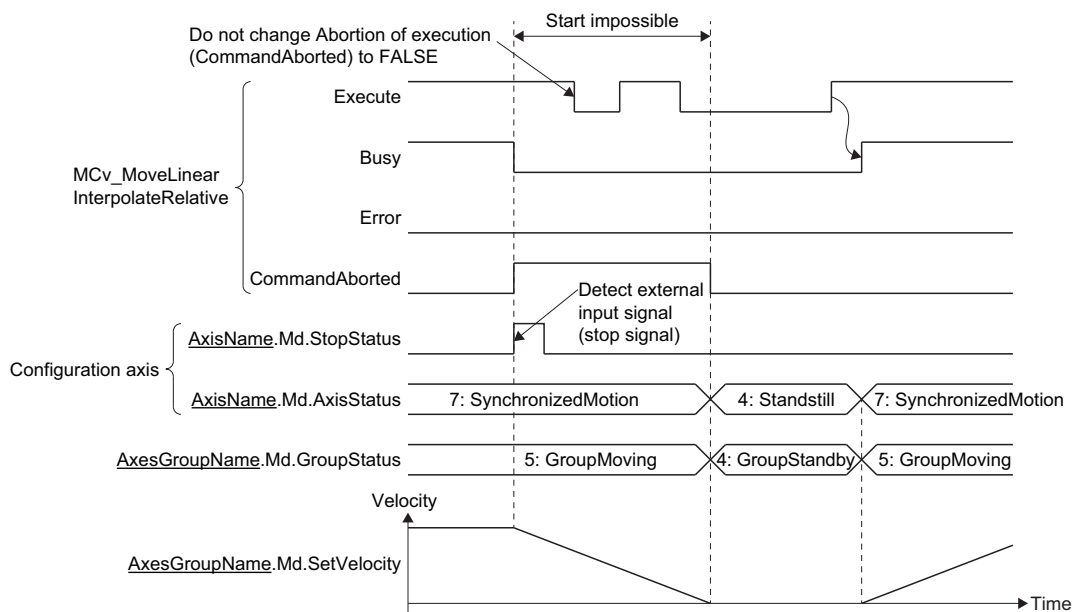 Start impossible
Do not change Abortion of execution
(CommandAborted) to FALSE
Execute
Busy
MCv_MoveLinear
InterpolateRelative
Error
CommandAborted
Detect external
input signal
(stop signal)
AxisName.Md.StopStatus
Configuration axis
AxisName.Md.AxisStatus
7: SynchronizedMotion
4: Standstill
7: SynchronizedMotion
AxesGroupName.Md.GroupStatus
5: GroupMoving
4: GroupStandby
5: GroupMoving
Velocity
AxesGroupName.Md.SetVelocity
Time